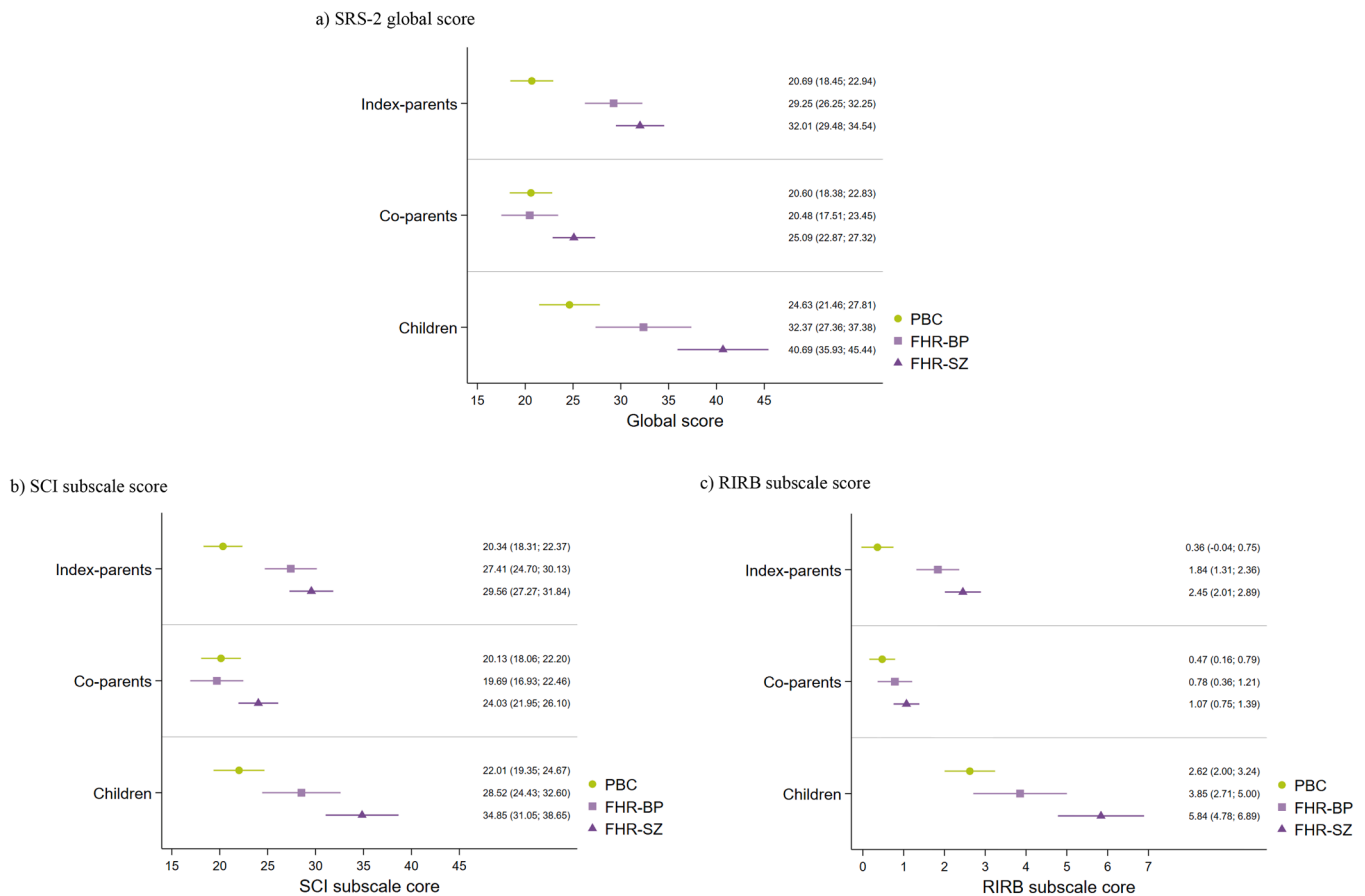 a) SRS-2 global score
Index-parents
20.69 (18.45; 22.94)
29.25 (26.25; 32.25)
32.01 (29.48; 34.54)
Co-parents
20.60 (18.38; 22.83)
20.48 (17.51; 23.45)
25.09 (22.87; 27.32)
Children
24.63 (21.46; 27.81)
32.37 (27.36; 37.38)
40.69 (35.93; 45.44)
PBC
FHR-BP
FHR-SZ
15 20 25 30 35 40 45
Global score
b) SCI subscale score
Index-parents
20.34 (18.31; 22.37)
27.41 (24.70; 30.13)
29.56 (27.27; 31.84)
Co-parents
20.13 (18.06; 22.20)
19.69 (16.93; 22.46)
24.03 (21.95; 26.10)
Children
22.01 (19.35; 24.67)
28.52 (24.43; 32.60)
34.85 (31.05; 38.65)
PBC
FHR-BP
FHR-SZ
15 20 25 30 35 40 45
SCI subscale core
c) RIRB subscale score
Index-parents
0.36 (-0.04; 0.75)
1.84 (1.31; 2.36)
2.45 (2.01; 2.89)
Co-parents
0.47 (0.16; 0.79)
0.78 (0.36; 1.21)
1.07 (0.75; 1.39)
Children
2.62 (2.00; 3.24)
3.85 (2.71; 5.00)
5.84 (4.78; 6.89)
PBC
FHR-BP
FHR-SZ
0 1 2 3 4 5 6 7
RIRB subscale core